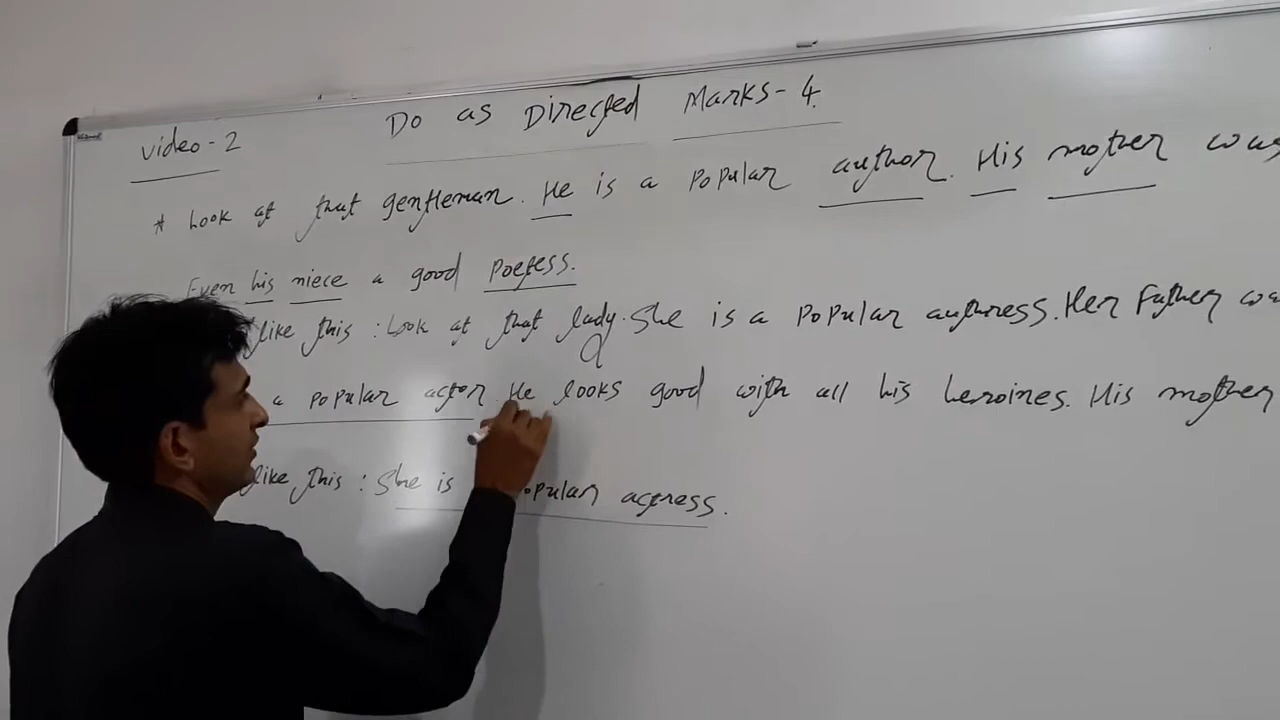 Do as Directed Marks-4.
video-2
* Look at that gentleman. He is a popular author. His mother was
Even his niece a good Poetess.
like this : Look at that lady. She is a Popular authoress. Her Father
a popular actor. He looks good with all his heroines. His mother
like this : She is popular actress.